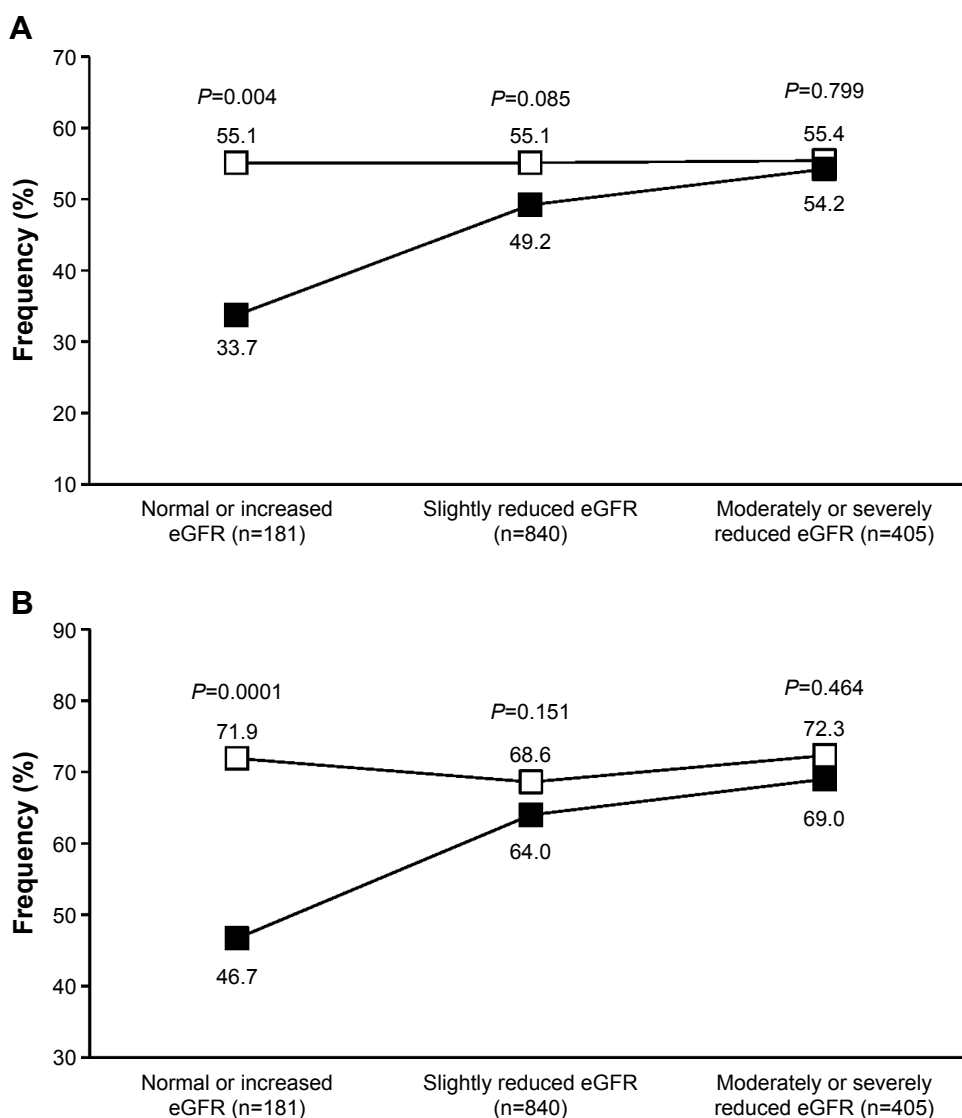 A
70
60
50
40
30
20
10
Frequency (%)
P=0.004
P=0.085
P=0.799
55.1
55.1
55.4
33.7
49.2
54.2
Normal or increased
eGFR (n=181)
Slightly reduced eGFR
(n=840)
Moderately or severely
reduced eGFR (n=405)
B
90
80
70
60
50
40
30
Frequency (%)
P=0.0001
P=0.151
P=0.464
71.9
68.6
72.3
46.7
64.0
69.0
Normal or increased
eGFR (n=181)
Slightly reduced eGFR
(n=840)
Moderately or severely
reduced eGFR (n=405)